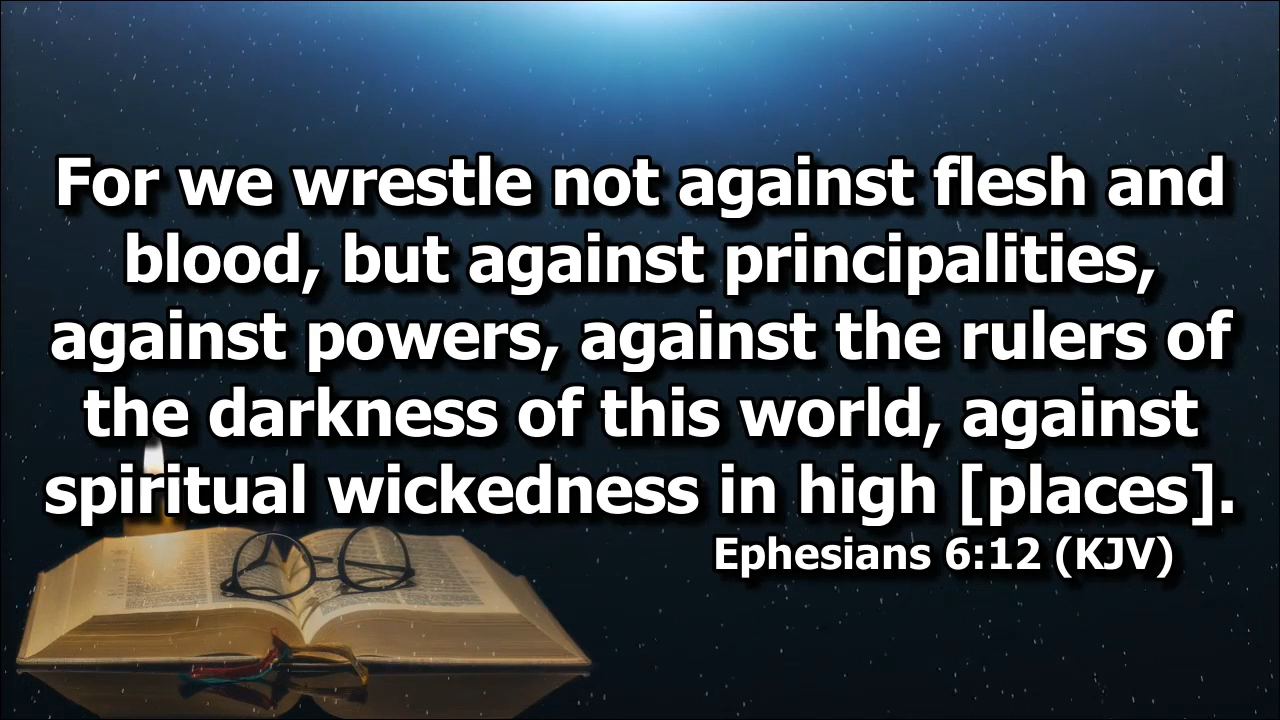 For we wrestle not against flesh and
blood, but against principalities,
against powers, against the rulers of
the darkness of this world, against
spiritual wickedness in high [places].
Ephesians 6:12 (KJV)